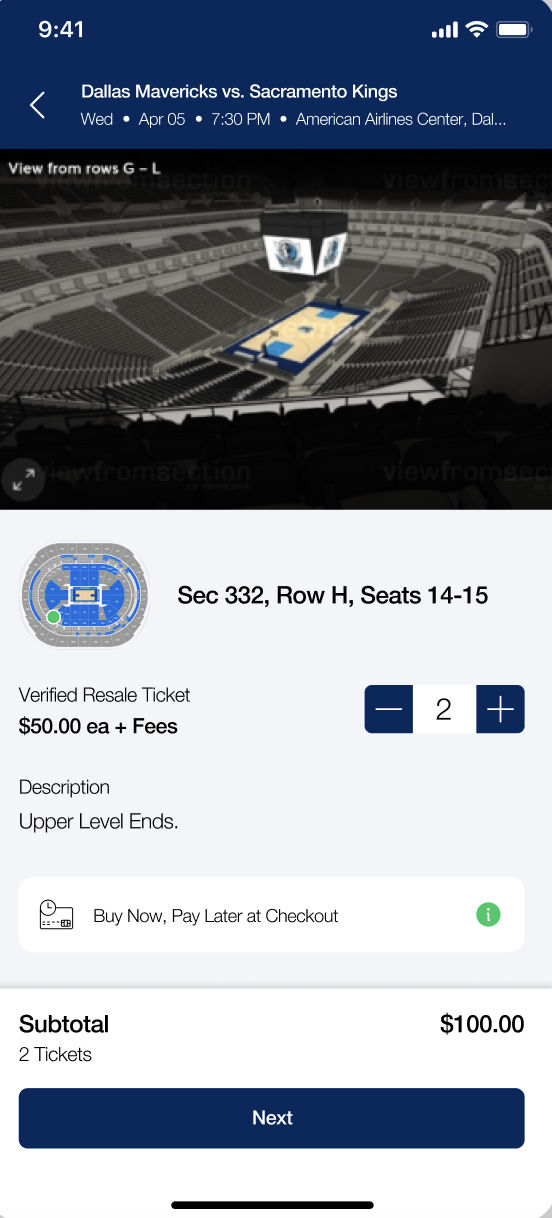 9:41
Dallas Mavericks vs. Sacramento Kings
Wed • Apr 05 • 7:30 PM • American Airlines Center, Dal...
View from rows G – L
viewfromsection
viewfromsec
viewfromsection
viewfromsect
Sec 332, Row H, Seats 14-15
Verified Resale Ticket
$50.00 ea + Fees
2
Description
Upper Level Ends.
Buy Now, Pay Later at Checkout
i
Subtotal
$100.00
2 Tickets
Next